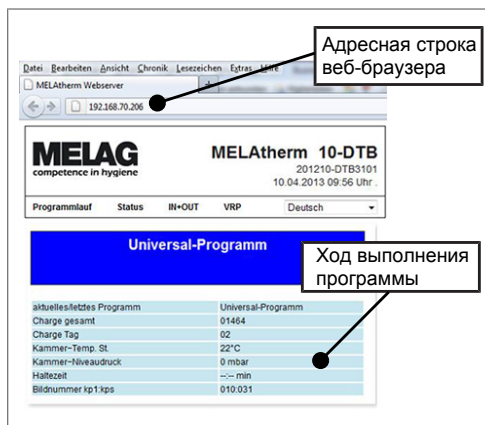 Адресная строка
веб-браузера
Datei Bearbeiten Ansicht Chronik Lesezeichen Extras Hilfe
MELAtherm Webserver
192.168.70.206
MELAG
competence in hygiene
MELAtherm 10-DTB
201210-DTB3101
10.04.2013 09:56 Uhr .
Programmlauf Status IN+OUT VRP Deutsch
Universal-Programm
Ход выполнения
программы
aktuelles/letztes Programm Universal-Programm
Charge gesamt 01464
Charge Tag 02
Kammer-Temp. St. 22°C
Kammer-Niveaudruck 0 mbar
Haltezeit --:-- min
Bildnummer kp1:kps 010:031